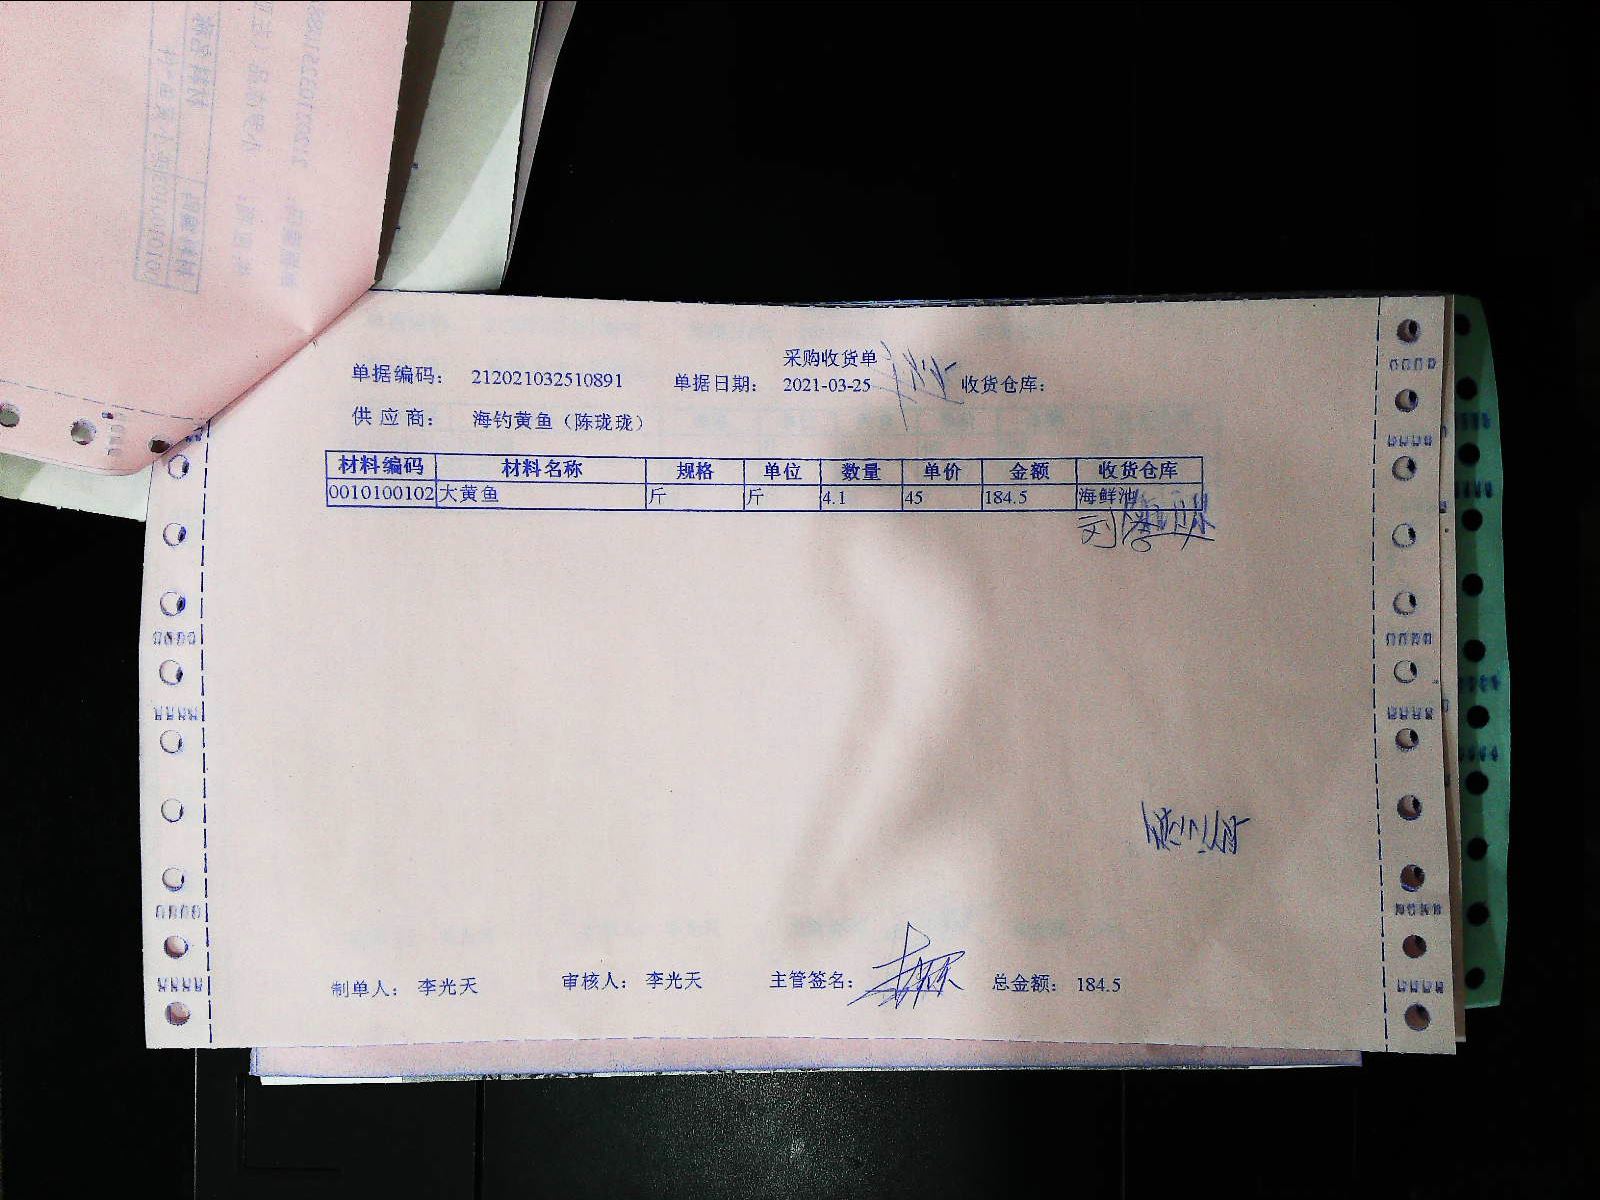 采购收货单
单据编码： 212021032510891 单据日期： 2021-03-25 收货仓库：
供 应 商： 海钓黄鱼（陈珑珑）
材料编码 材料名称 规格 单位 数量 单价 金额 收货仓库
0010100102 大黄鱼 斤 斤 4.1 45 184.5 海鲜池
制单人： 李光天 审核人： 李光天 主管签名： 总金额： 184.5